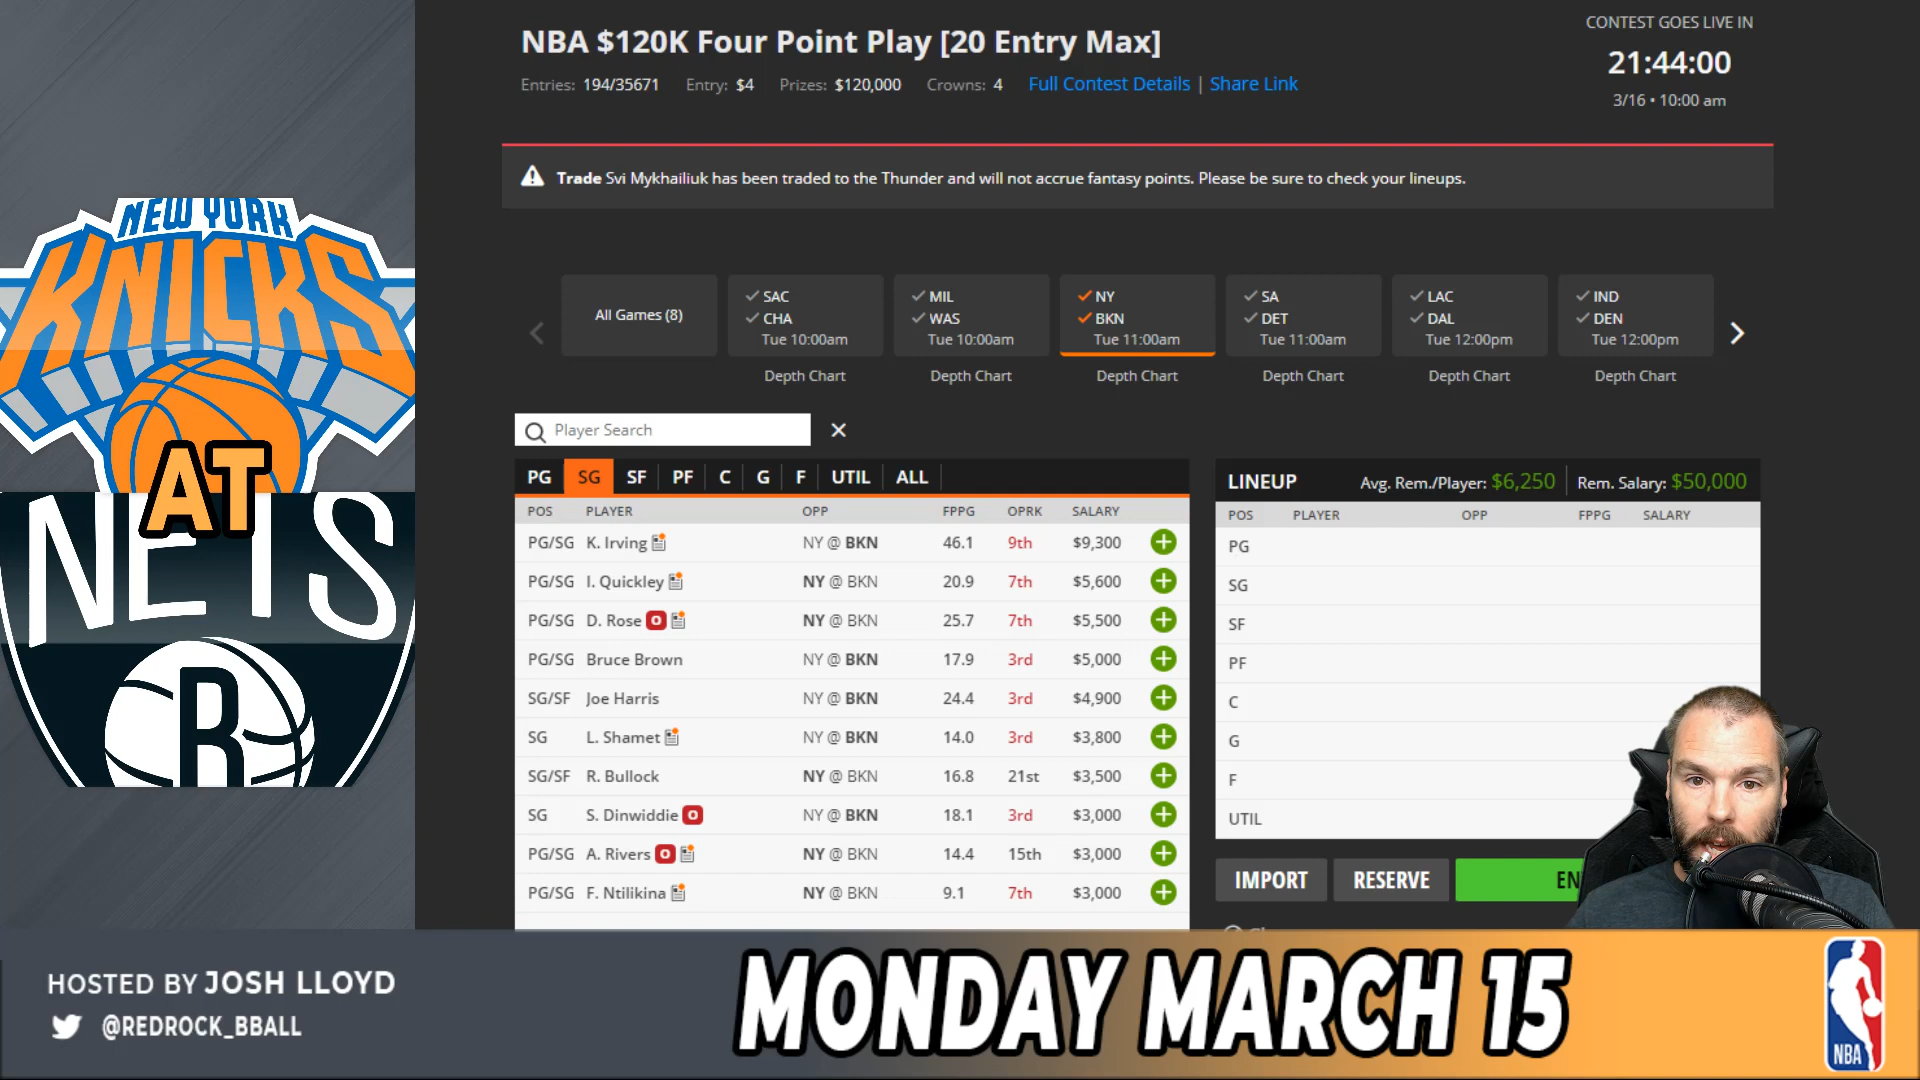 NBA $120K Four Point Play [20 Entry Max]
Entries: 194/35671 Entry: $4 Prizes: $120,000 Crowns: 4 Full Contest Details | Share Link
CONTEST GOES LIVE IN
21:44:00
3/16 • 10:00 am
Trade Svi Mykhailiuk has been traded to the Thunder and will not accrue fantasy points. Please be sure to check your lineups.
All Games (8)
SAC
CHA
Tue 10:00am
Depth Chart
MIL
WAS
Tue 10:00am
Depth Chart
NY
BKN
Tue 11:00am
Depth Chart
SA
DET
Tue 11:00am
Depth Chart
LAC
DAL
Tue 12:00pm
Depth Chart
IND
DEN
Tue 12:00pm
Depth Chart
Player Search
PG SG SF PF C G F UTIL ALL
POS PLAYER OPP FPPG OPRK SALARY
PG/SG K. Irving NY @ BKN 46.1 9th $9,300
PG/SG I. Quickley NY @ BKN 20.9 7th $5,600
PG/SG D. Rose O NY @ BKN 25.7 7th $5,500
PG/SG Bruce Brown NY @ BKN 17.9 3rd $5,000
SG/SF Joe Harris NY @ BKN 24.4 3rd $4,900
SG L. Shamet NY @ BKN 14.0 3rd $3,800
SG/SF R. Bullock NY @ BKN 16.8 21st $3,500
SG S. Dinwiddie O NY @ BKN 18.1 3rd $3,000
PG/SG A. Rivers O NY @ BKN 14.4 15th $3,000
PG/SG F. Ntilikina NY @ BKN 9.1 7th $3,000
LINEUP Avg. Rem./Player: $6,250 Rem. Salary: $50,000
POS PLAYER OPP FPPG SALARY
PG
SG
SF
PF
C
G
F
UTIL
IMPORT RESERVE EN
NEW YORK
KNICKS
AT
NETS
B
HOSTED BY JOSH LLOYD
@REDROCK_BBALL
MONDAY MARCH 15
NBA